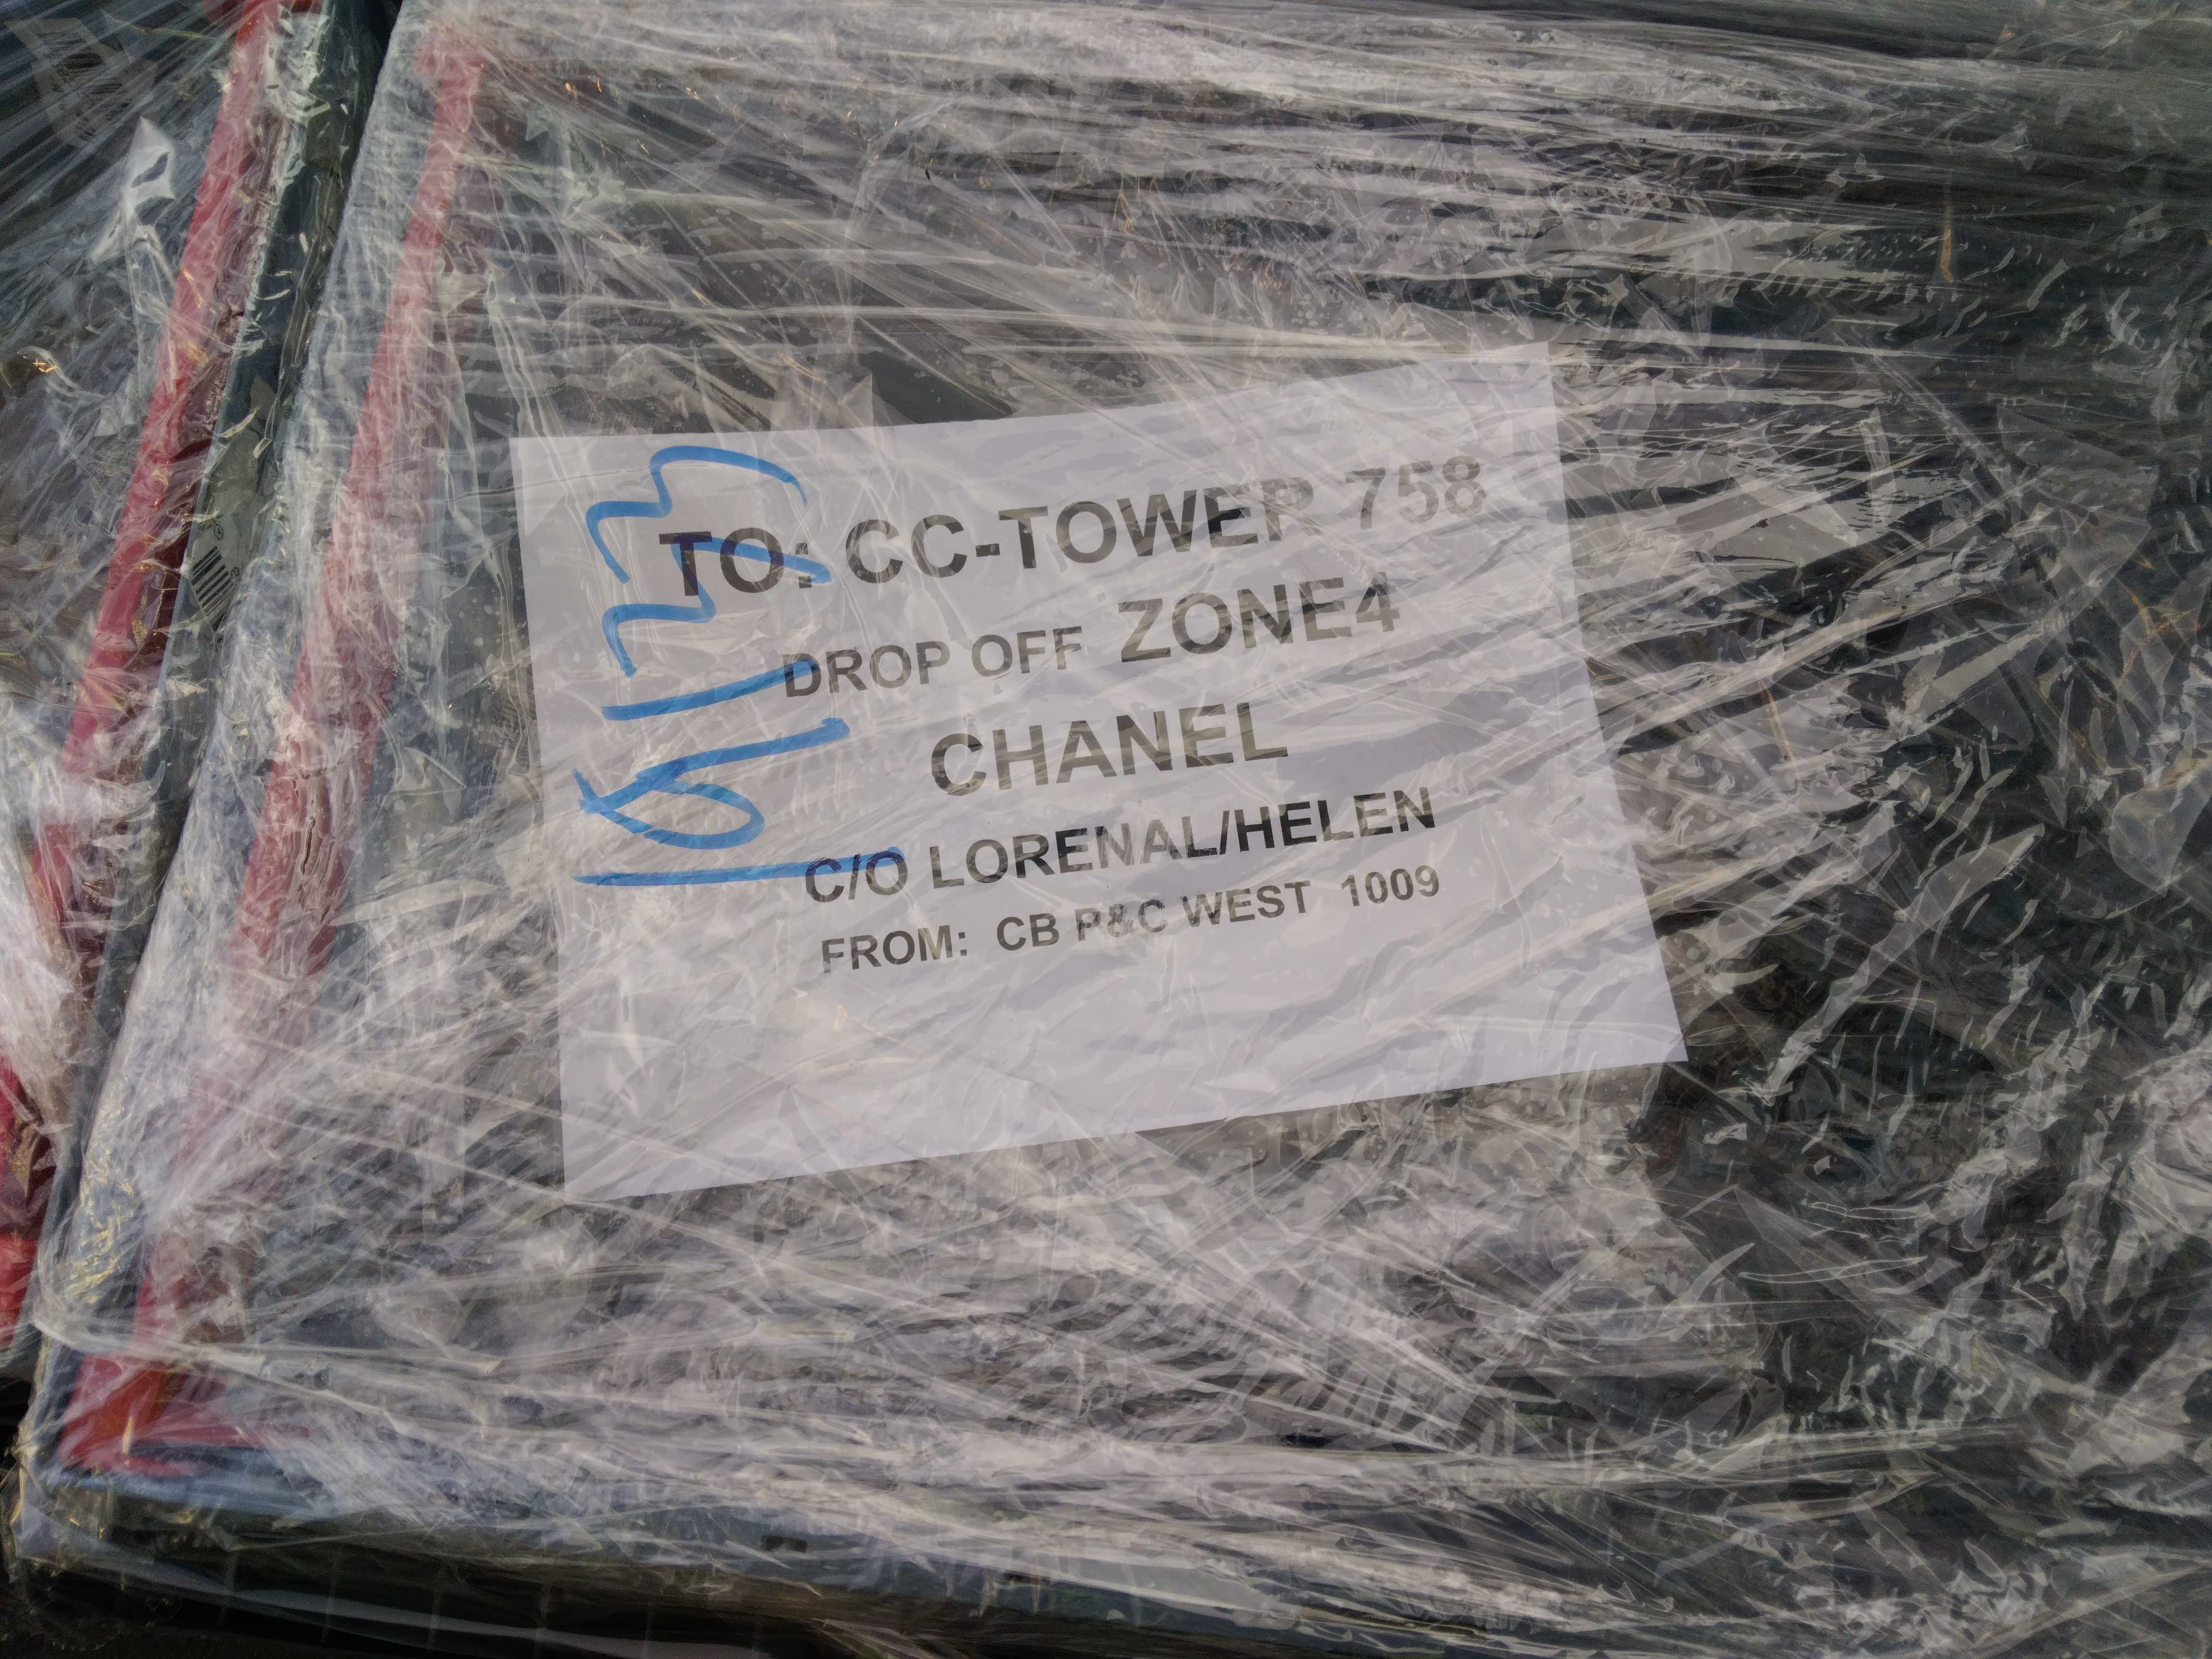 TO: CC-TOWER 758
DROP OFF ZONE4
CHANEL
C/O LORENAL/HELEN
FROM: CB P&C WEST 1009